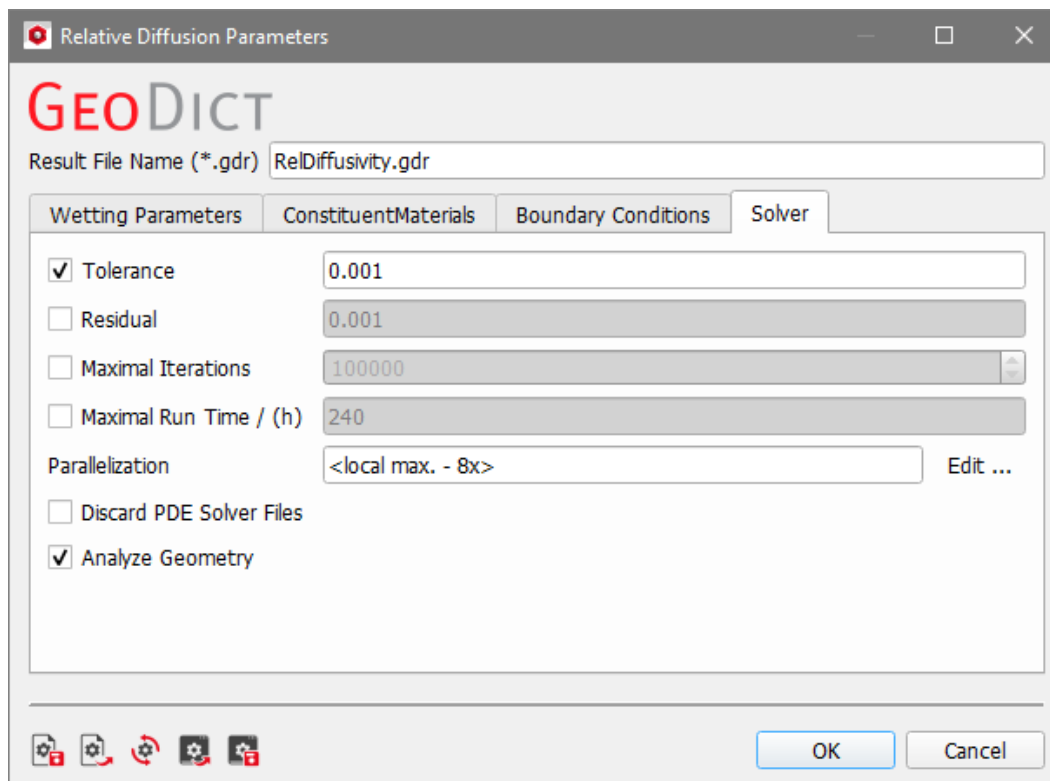 Relative Diffusion Parameters
GEODICT
Result File Name (*.gdr) RelDiffusivity.gdr
Wetting Parameters ConstituentMaterials Boundary Conditions Solver
Tolerance 0.001
Residual 0.001
Maximal Iterations 100000
Maximal Run Time / (h) 240
Parallelization <local max. - 8x> Edit ...
Discard PDE Solver Files
Analyze Geometry
OK Cancel